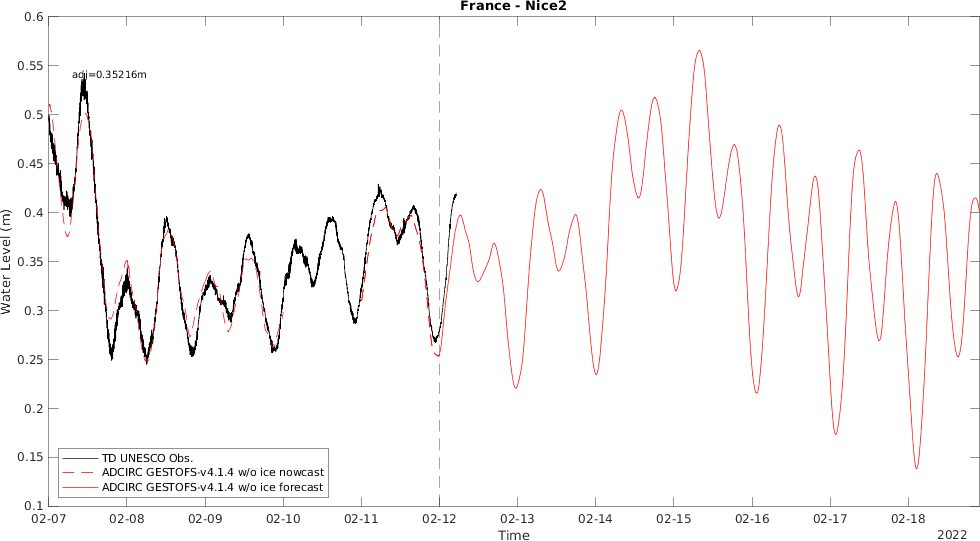 France - Nice2
0.6
0.55
adj=0.35216m
0.5
0.45
0.4
0.35
0.3
0.25
0.2
0.15
0.1
Water Level (m)
TD UNESCO Obs.
ADCIRC GESTOFS-v4.1.4 w/o ice nowcast
ADCIRC GESTOFS-v4.1.4 w/o ice forecast
02-07 02-08 02-09 02-10 02-11 02-12 02-13 02-14 02-15 02-16 02-17 02-18
Time
2022